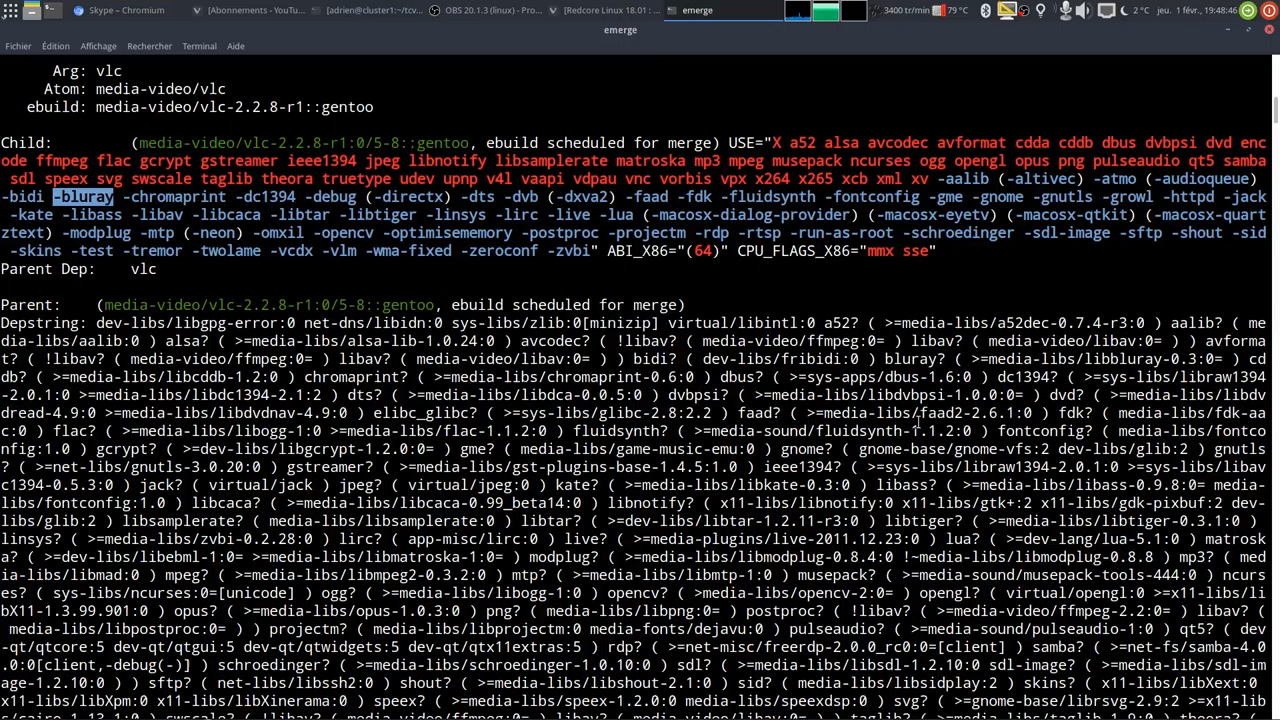 Skype – Chromium
[Abonnements - YouTu...
[adrien@cluster1:~/tcv...
OBS 20.1.3 (linux) - Pro...
[Redcore Linux 18.01 : ...
emerge
3400 tr/min
79 °C
2 °C
jeu. 1 févr., 19:48:46
emerge
Fichier Édition Affichage Rechercher Terminal Aide
Arg: vlc
Atom: media-video/vlc
ebuild: media-video/vlc-2.2.8-r1::gentoo
Child: (media-video/vlc-2.2.8-r1:0/5-8::gentoo, ebuild scheduled for merge) USE="X a52 alsa avcodec avformat cdda cddb dbus dvbpsi dvd enc
ode ffmpeg flac gcrypt gstreamer ieee1394 jpeg libnotify libsamplerate matroska mp3 mpeg musepack ncurses ogg opengl opus png pulseaudio qt5 samba
sdl speex svg swscale taglib theora truetype udev upnp v4l vaapi vdpau vnc vorbis vpx x264 x265 xcb xml xv -aalib (-altivec) -atmo (-audioqueue)
-bidi -bluray -chromaprint -dc1394 -debug (-directx) -dts -dvb (-dxva2) -faad -fdk -fluidsynth -fontconfig -gme -gnome -gnutls -growl -httpd -jack
-kate -libass -libav -libcaca -libtar -libtiger -linsys -lirc -live -lua (-macosx-dialog-provider) (-macosx-eyetv) (-macosx-qtkit) (-macosx-quart
ztext) -modplug -mtp (-neon) -omxil -opencv -optimisememory -postproc -projectm -rdp -rtsp -run-as-root -schroedinger -sdl-image -sftp -shout -sid
-skins -test -tremor -twolame -vcdx -vlm -wma-fixed -zeroconf -zvbi" ABI_X86="(64)" CPU_FLAGS_X86="mmx sse"
Parent Dep: vlc
Parent: (media-video/vlc-2.2.8-r1:0/5-8::gentoo, ebuild scheduled for merge)
Depstring: dev-libs/libgpg-error:0 net-dns/libidn:0 sys-libs/zlib:0[minizip] virtual/libintl:0 a52? ( >=media-libs/a52dec-0.7.4-r3:0 ) aalib? ( me
dia-libs/aalib:0 ) alsa? ( >=media-libs/alsa-lib-1.0.24:0 ) avcodec? ( !libav? ( media-video/ffmpeg:0= ) libav? ( media-video/libav:0= ) ) avforma
t? ( !libav? ( media-video/ffmpeg:0= ) libav? ( media-video/libav:0= ) ) bidi? ( dev-libs/fribidi:0 ) bluray? ( >=media-libs/libbluray-0.3:0= ) cd
db? ( >=media-libs/libcddb-1.2:0 ) chromaprint? ( >=media-libs/chromaprint-0.6:0 ) dbus? ( >=sys-apps/dbus-1.6:0 ) dc1394? ( >=sys-libs/libraw1394
-2.0.1:0 >=media-libs/libdc1394-2.1:2 ) dts? ( >=media-libs/libdca-0.0.5:0 ) dvbpsi? ( >=media-libs/libdvbpsi-1.0.0:0= ) dvd? ( >=media-libs/libdv
dread-4.9:0 >=media-libs/libdvdnav-4.9:0 ) elibc_glibc? ( >=sys-libs/glibc-2.8:2.2 ) faad? ( >=media-libs/faad2-2.6.1:0 ) fdk? ( media-libs/fdk-aa
c:0 ) flac? ( >=media-libs/libogg-1:0 >=media-libs/flac-1.1.2:0 ) fluidsynth? ( >=media-sound/fluidsynth-1.1.2:0 ) fontconfig? ( media-libs/fontco
nfig:1.0 ) gcrypt? ( >=dev-libs/libgcrypt-1.2.0:0= ) gme? ( media-libs/game-music-emu:0 ) gnome? ( gnome-base/gnome-vfs:2 dev-libs/glib:2 ) gnutls
? ( >=net-libs/gnutls-3.0.20:0 ) gstreamer? ( >=media-libs/gst-plugins-base-1.4.5:1.0 ) ieee1394? ( >=sys-libs/libraw1394-2.0.1:0 >=sys-libs/libav
c1394-0.5.3:0 ) jack? ( virtual/jack ) jpeg? ( virtual/jpeg:0 ) kate? ( >=media-libs/libkate-0.3:0 ) libass? ( >=media-libs/libass-0.9.8:0= media-
libs/fontconfig:1.0 ) libcaca? ( >=media-libs/libcaca-0.99_beta14:0 ) libnotify? ( x11-libs/libnotify:0 x11-libs/gtk+:2 x11-libs/gdk-pixbuf:2 dev-
libs/glib:2 ) libsamplerate? ( media-libs/libsamplerate:0 ) libtar? ( >=dev-libs/libtar-1.2.11-r3:0 ) libtiger? ( >=media-libs/libtiger-0.3.1:0 )
linsys? ( >=media-libs/zvbi-0.2.28:0 ) lirc? ( app-misc/lirc:0 ) live? ( >=media-plugins/live-2011.12.23:0 ) lua? ( >=dev-lang/lua-5.1:0 ) matrosk
a? ( >=dev-libs/libebml-1:0= >=media-libs/libmatroska-1:0= ) modplug? ( >=media-libs/libmodplug-0.8.4:0 !~media-libs/libmodplug-0.8.8 ) mp3? ( med
ia-libs/libmad:0 ) mpeg? ( >=media-libs/libmpeg2-0.3.2:0 ) mtp? ( >=media-libs/libmtp-1:0 ) musepack? ( >=media-sound/musepack-tools-444:0 ) ncurs
es? ( sys-libs/ncurses:0=[unicode] ) ogg? ( >=media-libs/libogg-1:0 ) opencv? ( >=media-libs/opencv-2:0= ) opengl? ( virtual/opengl:0 >=x11-libs/li
bX11-1.3.99.901:0 ) opus? ( >=media-libs/opus-1.0.3:0 ) png? ( media-libs/libpng:0= ) postproc? ( !libav? ( >=media-video/ffmpeg-2.2:0= ) libav? (
media-libs/libpostproc:0= ) ) projectm? ( media-libs/libprojectm:0 media-fonts/dejavu:0 ) pulseaudio? ( >=media-sound/pulseaudio-1:0 ) qt5? ( dev
-qt/qtcore:5 dev-qt/qtgui:5 dev-qt/qtwidgets:5 dev-qt/qtx11extras:5 ) rdp? ( >=net-misc/freerdp-2.0.0_rc0:0=[client] ) samba? ( >=net-fs/samba-4.0
.0:0[client,-debug(-)] ) schroedinger? ( >=media-libs/schroedinger-1.0.10:0 ) sdl? ( >=media-libs/libsdl-1.2.10:0 sdl-image? ( >=media-libs/sdl-im
age-1.2.10:0 ) ) sftp? ( net-libs/libssh2:0 ) shout? ( >=media-libs/libshout-2.1:0 ) sid? ( media-libs/libsidplay:2 ) skins? ( x11-libs/libXext:0
x11-libs/libXpm:0 x11-libs/libXinerama:0 ) speex? ( >=media-libs/speex-1.2.0:0 media-libs/speexdsp:0 ) svg? ( >=gnome-base/librsvg-2.9:2 >=x11-lib